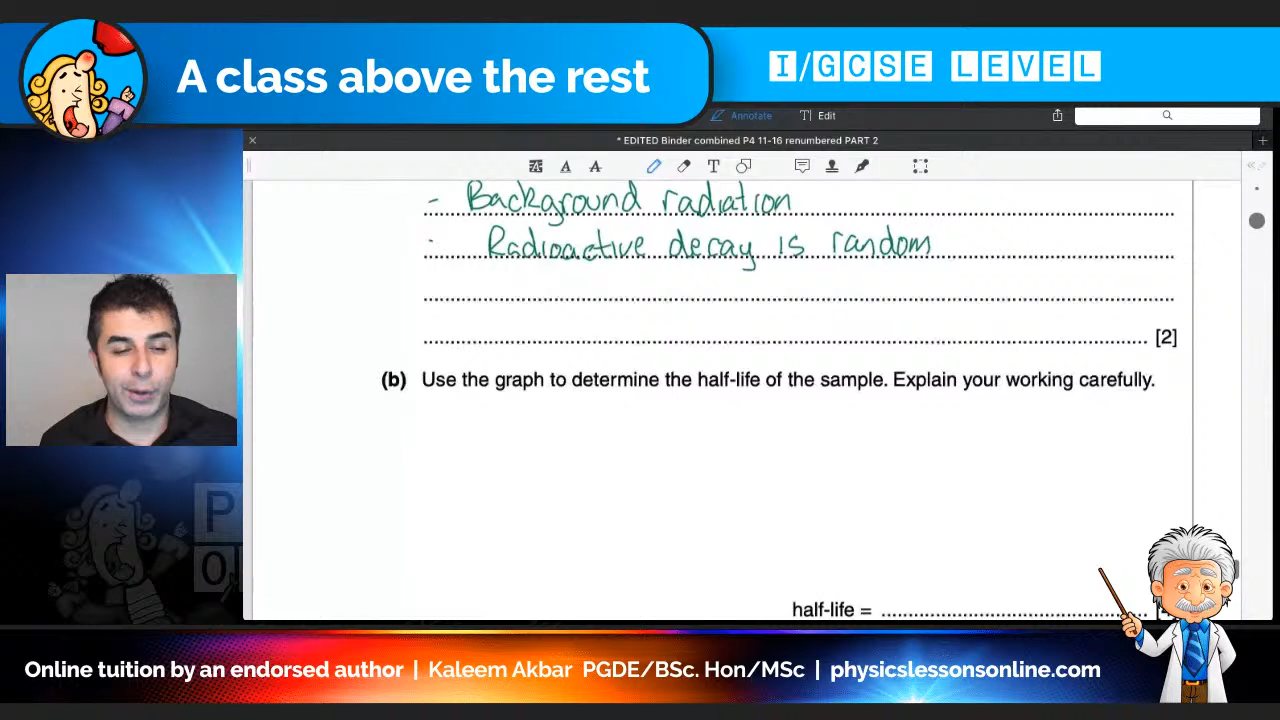 A class above the rest
I/GCSE LEVEL
Annotate
T Edit
* EDITED Binder combined P4 11-16 renumbered PART 2
- Background radiation
- Radioactive decay is random
[2]
(b) Use the graph to determine the half-life of the sample. Explain your working carefully.
half-life =
Online tuition by an endorsed author | Kaleem Akbar PGDE/BSc. Hon/MSc | physicslessonsonline.com